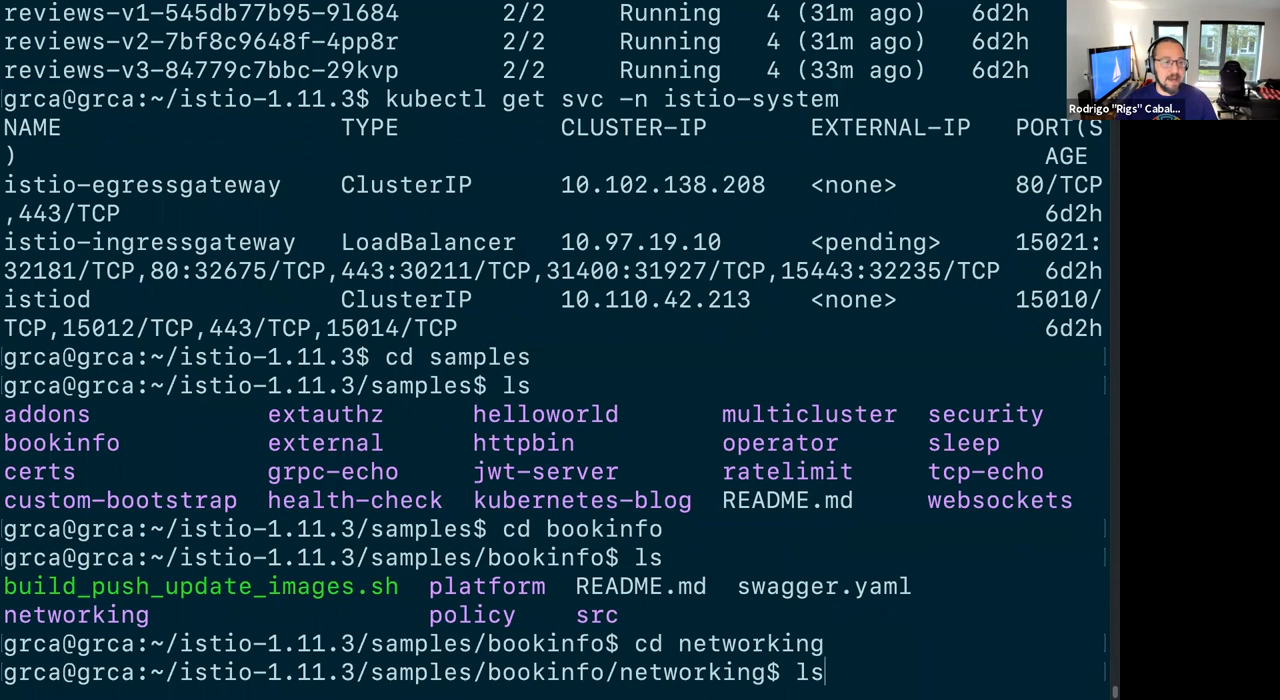 reviews-v1-545db77b95-9l684 2/2 Running 4 (31m ago) 6d2h
reviews-v2-7bf8c9648f-4pp8r 2/2 Running 4 (31m ago) 6d2h
reviews-v3-84779c7bbc-29kvp 2/2 Running 4 (33m ago) 6d2h
grca@grca:~/istio-1.11.3$ kubectl get svc -n istio-system
NAME TYPE CLUSTER-IP EXTERNAL-IP PORT(S
) AGE
istio-egressgateway ClusterIP 10.102.138.208 <none> 80/TCP
,443/TCP 6d2h
istio-ingressgateway LoadBalancer 10.97.19.10 <pending> 15021:
32181/TCP,80:32675/TCP,443:30211/TCP,31400:31927/TCP,15443:32235/TCP 6d2h
istiod ClusterIP 10.110.42.213 <none> 15010/
TCP,15012/TCP,443/TCP,15014/TCP 6d2h
grca@grca:~/istio-1.11.3$ cd samples
grca@grca:~/istio-1.11.3/samples$ ls
addons extauthz helloworld multicluster security
bookinfo external httpbin operator sleep
certs grpc-echo jwt-server ratelimit tcp-echo
custom-bootstrap health-check kubernetes-blog README.md websockets
grca@grca:~/istio-1.11.3/samples$ cd bookinfo
grca@grca:~/istio-1.11.3/samples/bookinfo$ ls
build_push_update_images.sh platform README.md swagger.yaml
networking policy src
grca@grca:~/istio-1.11.3/samples/bookinfo$ cd networking
grca@grca:~/istio-1.11.3/samples/bookinfo/networking$ ls
Rodrigo "Rigs" Cabal...